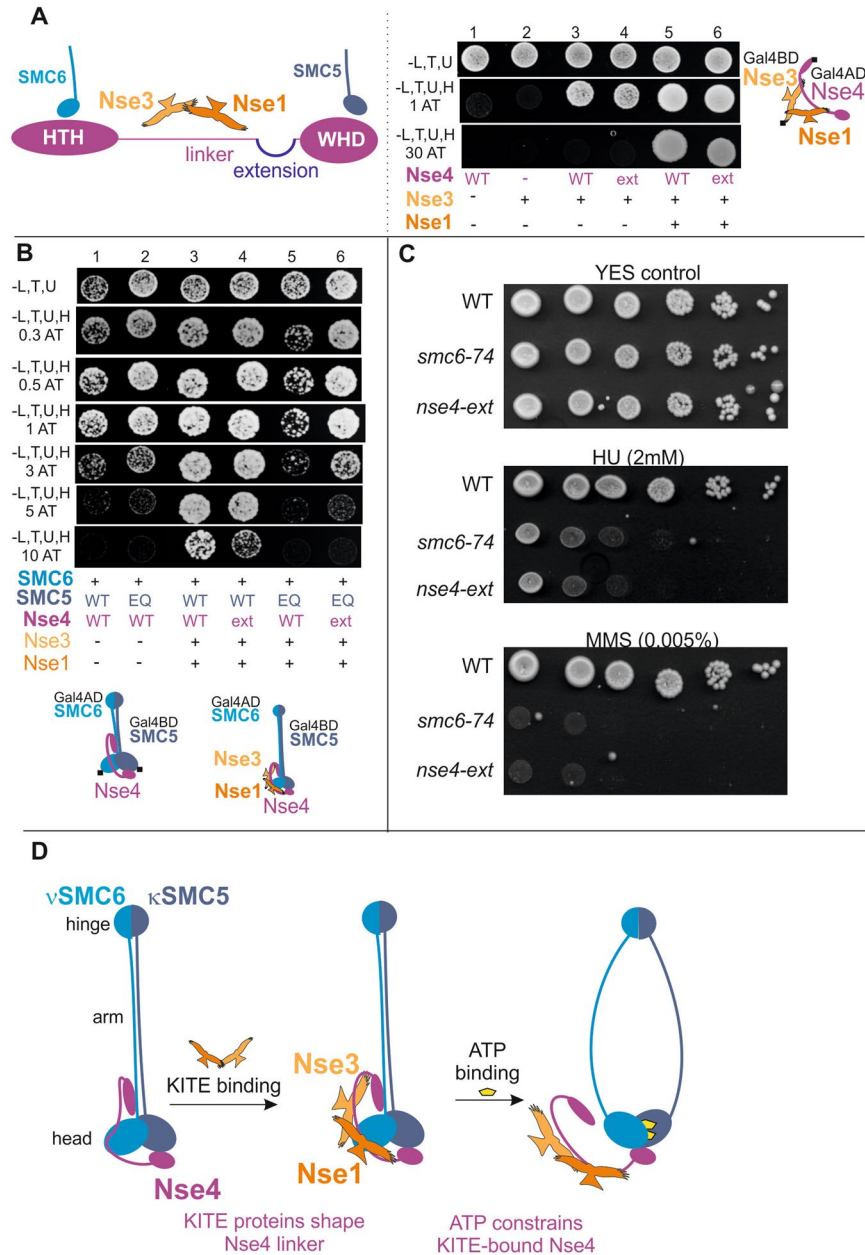 A
SMC6
SMC5
Nse3
Nse1
HTH
WHD
linker
extension
1 2 3 4 5 6
-L,T,U
-L,T,U,H
1 AT
-L,T,U,H
30 AT
Nse4 WT - WT ext WT ext
Nse3 - + + + + +
Nse1 - - - - + +
Gal4BD
Nse3
Gal4AD
Nse4
Nse1
B
1 2 3 4 5 6
-L,T,U
-L,T,U,H
0.3 AT
-L,T,U,H
0.5 AT
-L,T,U,H
1 AT
-L,T,U,H
3 AT
-L,T,U,H
5 AT
-L,T,U,H
10 AT
SMC6 + + + + + +
SMC5 WT EQ WT WT EQ EQ
Nse4 WT WT WT ext WT ext
Nse3 - - + + + +
Nse1 - - + + + +
Gal4AD
SMC6
Gal4BD
SMC5
Nse4
Gal4AD
SMC6
Gal4BD
SMC5
Nse3
Nse1
Nse4
C
YES control
WT
smc6-74
nse4-ext
HU (2mM)
WT
smc6-74
nse4-ext
MMS (0.005%)
WT
smc6-74
nse4-ext
D
νSMC6 κSMC5
hinge
arm
head
Nse4
KITE binding
Nse3
Nse1
KITE proteins shape
Nse4 linker
ATP
binding
ATP constrains
KITE-bound Nse4